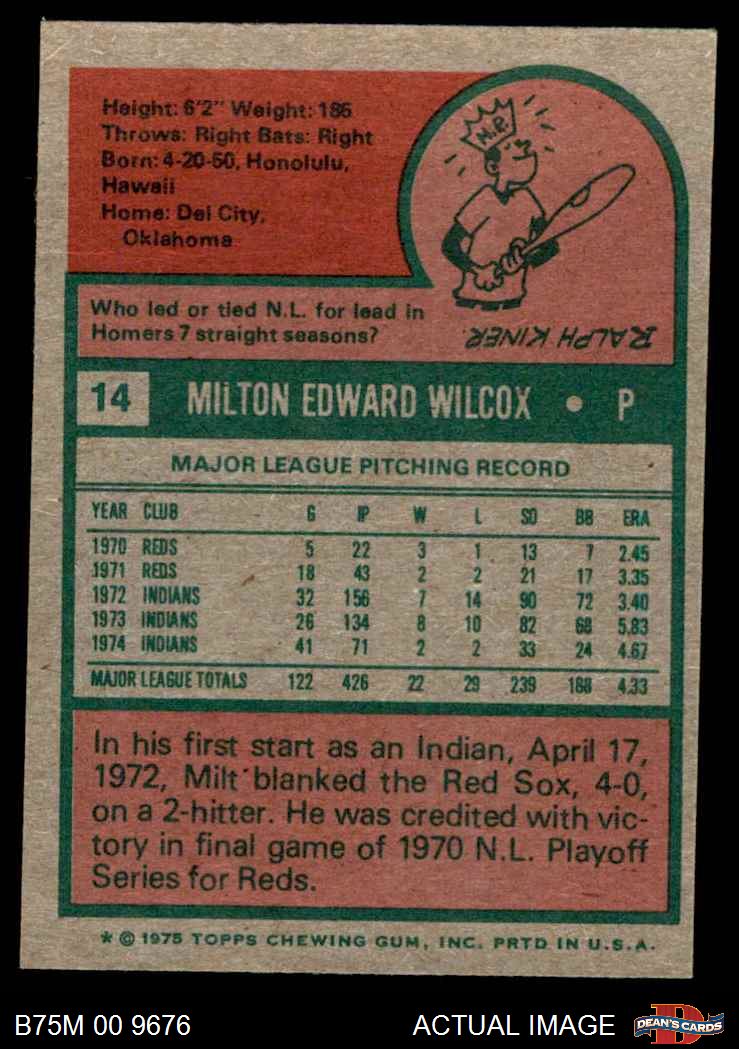 Height: 6'2" Weight: 185
Throws: Right Bats: Right
Born: 4-20-50, Honolulu,
Hawaii
Home: Del City,
Oklahoma
N.L.
Who led or tied N.L. for lead in
Homers 7 straight seasons?
RALPH KINER
14 MILTON EDWARD WILCOX • P
MAJOR LEAGUE PITCHING RECORD
YEAR CLUB G IP W L SO BB ERA
1970 REDS 5 22 3 1 13 7 2.45
1971 REDS 18 43 2 2 21 17 3.35
1972 INDIANS 32 156 7 14 90 72 3.40
1973 INDIANS 26 134 8 10 82 68 5.83
1974 INDIANS 41 71 2 2 33 24 4.67
MAJOR LEAGUE TOTALS 122 426 22 29 239 188 4.33
In his first start as an Indian, April 17,
1972, Milt blanked the Red Sox, 4-0,
on a 2-hitter. He was credited with vic-
tory in final game of 1970 N.L. Playoff
Series for Reds.
* © 1975 TOPPS CHEWING GUM, INC. PRTD IN U.S.A.
B75M 00 9676 ACTUAL IMAGE DEAN'S CARDS